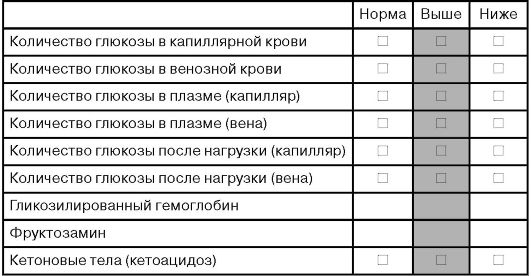 Норма Выше Ниже
Количество глюкозы в капиллярной крови □ □ □
Количество глюкозы в венозной крови □ □ □
Количество глюкозы в плазме (капилляр) □ □ □
Количество глюкозы в плазме (вена) □ □ □
Количество глюкозы после нагрузки (капилляр) □ □ □
Количество глюкозы после нагрузки (вена) □ □ □
Гликозилированный гемоглобин
Фруктозамин
Кетоновые тела (кетоацидоз) □ □ □